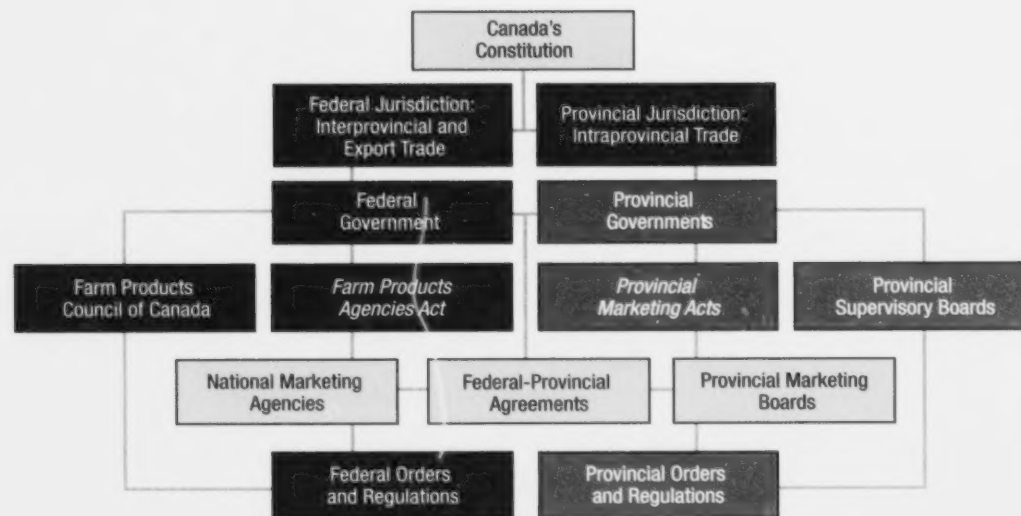 Canada's
Constitution
Federal Jurisdiction:
Interprovincial and
Export Trade
Provincial Jurisdiction:
Intraprovincial Trade
Federal
Government
Provincial
Governments
Farm Products
Council of Canada
Farm Products
Agencies Act
Provincial
Marketing Acts
Provincial
Supervisory Boards
National Marketing
Agencies
Federal-Provincial
Agreements
Provincial Marketing
Boards
Federal Orders
and Regulations
Provincial Orders
and Regulations